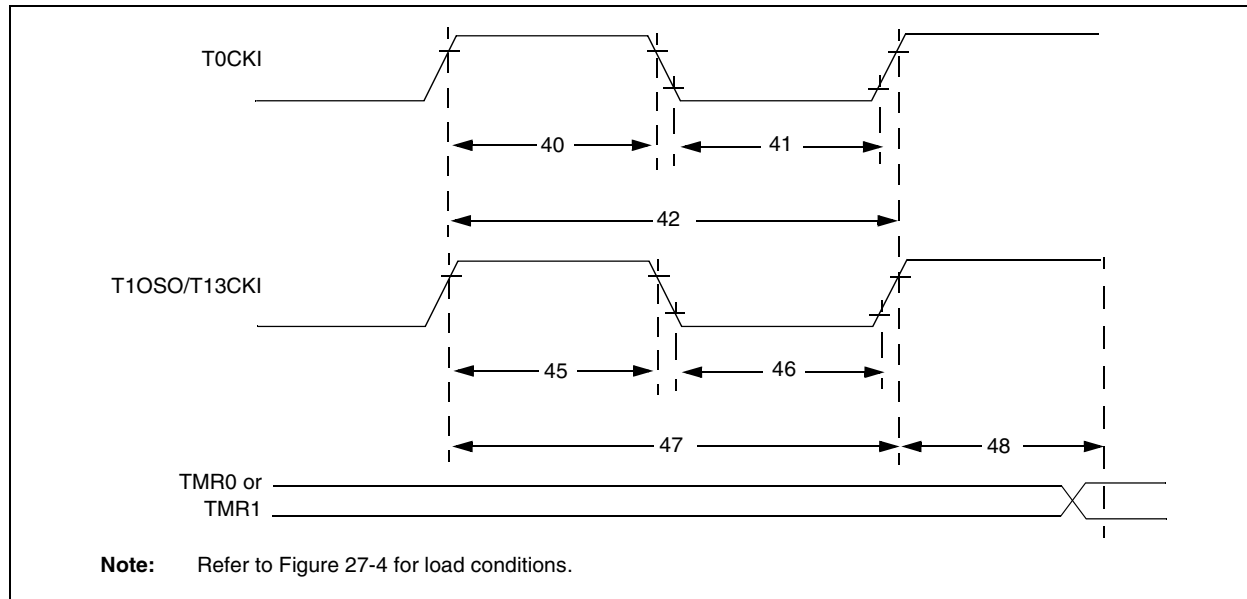 T0CKI
40
41
42
T1OSO/T13CKI
45
46
47
48
TMR0 or
TMR1
Note: Refer to Figure 27-4 for load conditions.